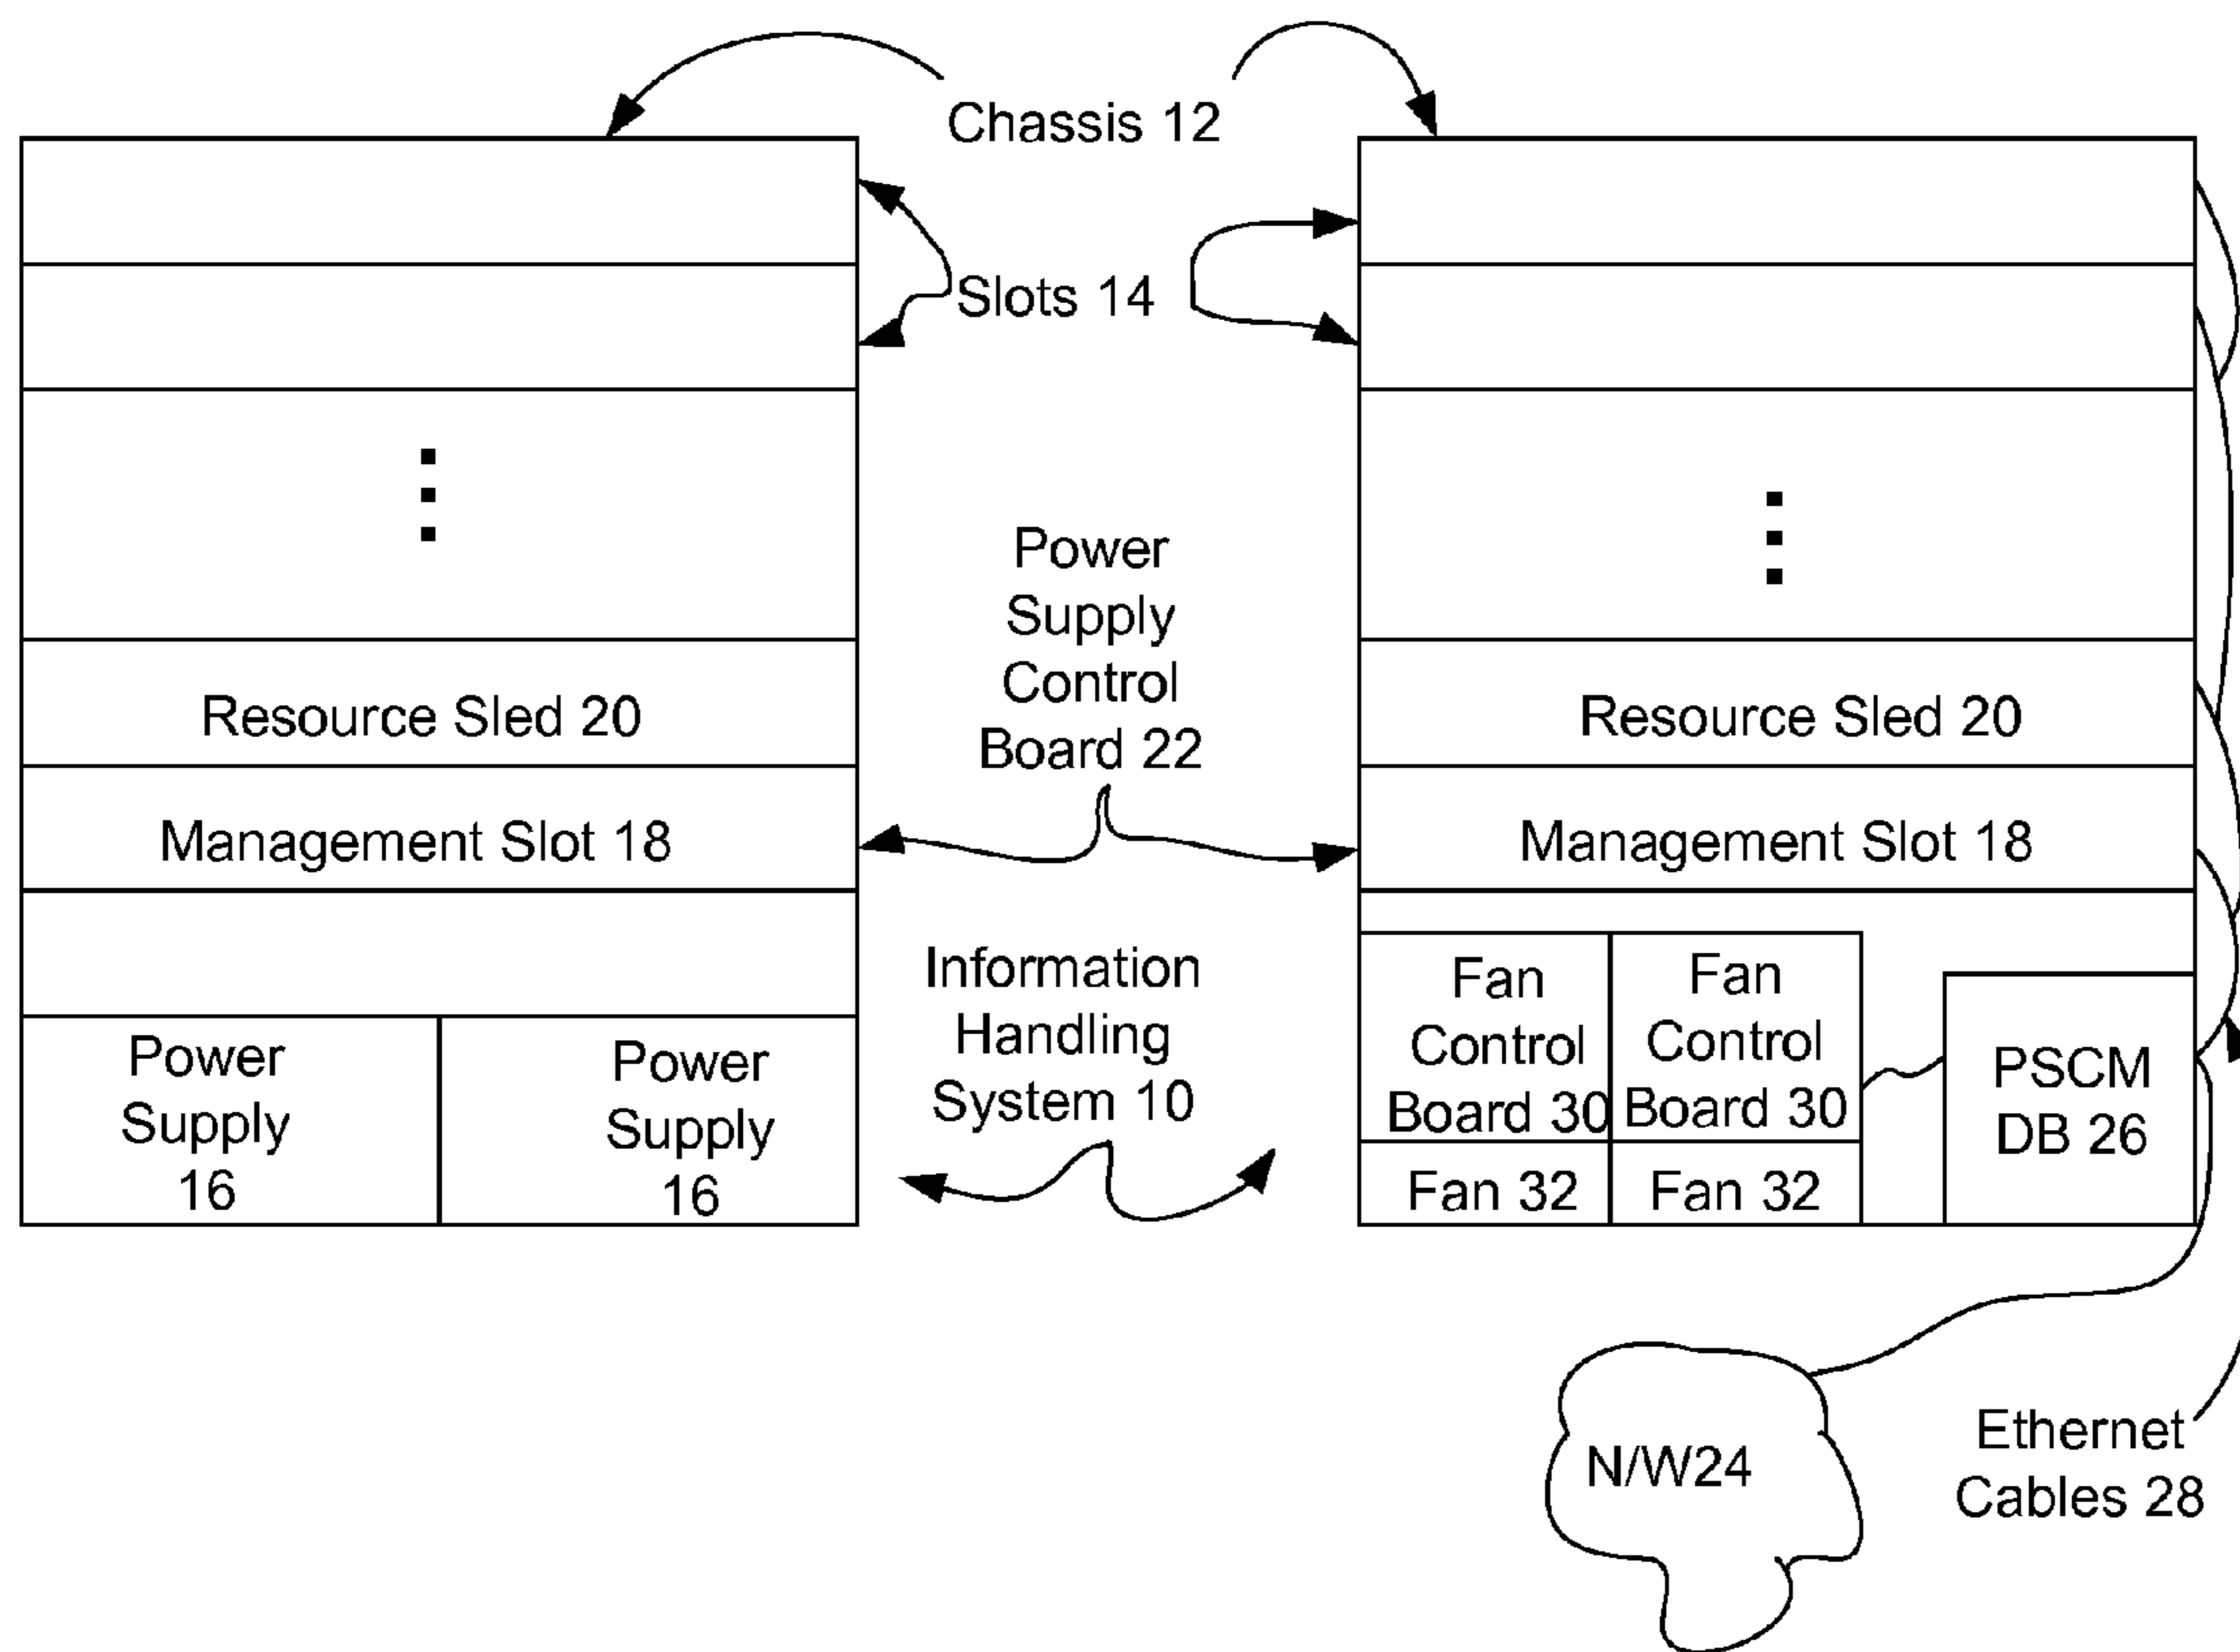 Chassis 12
Slots 14
Power
Supply
Control
Board 22
Resource Sled 20
Resource Sled 20
Management Slot 18
Management Slot 18
Information
Handling
System 10
Power
Supply
16
Power
Supply
16
Fan
Control
Board 30
Fan
Control
Board 30
Fan 32
Fan 32
PSCM
DB 26
N/W24
Ethernet
Cables 28